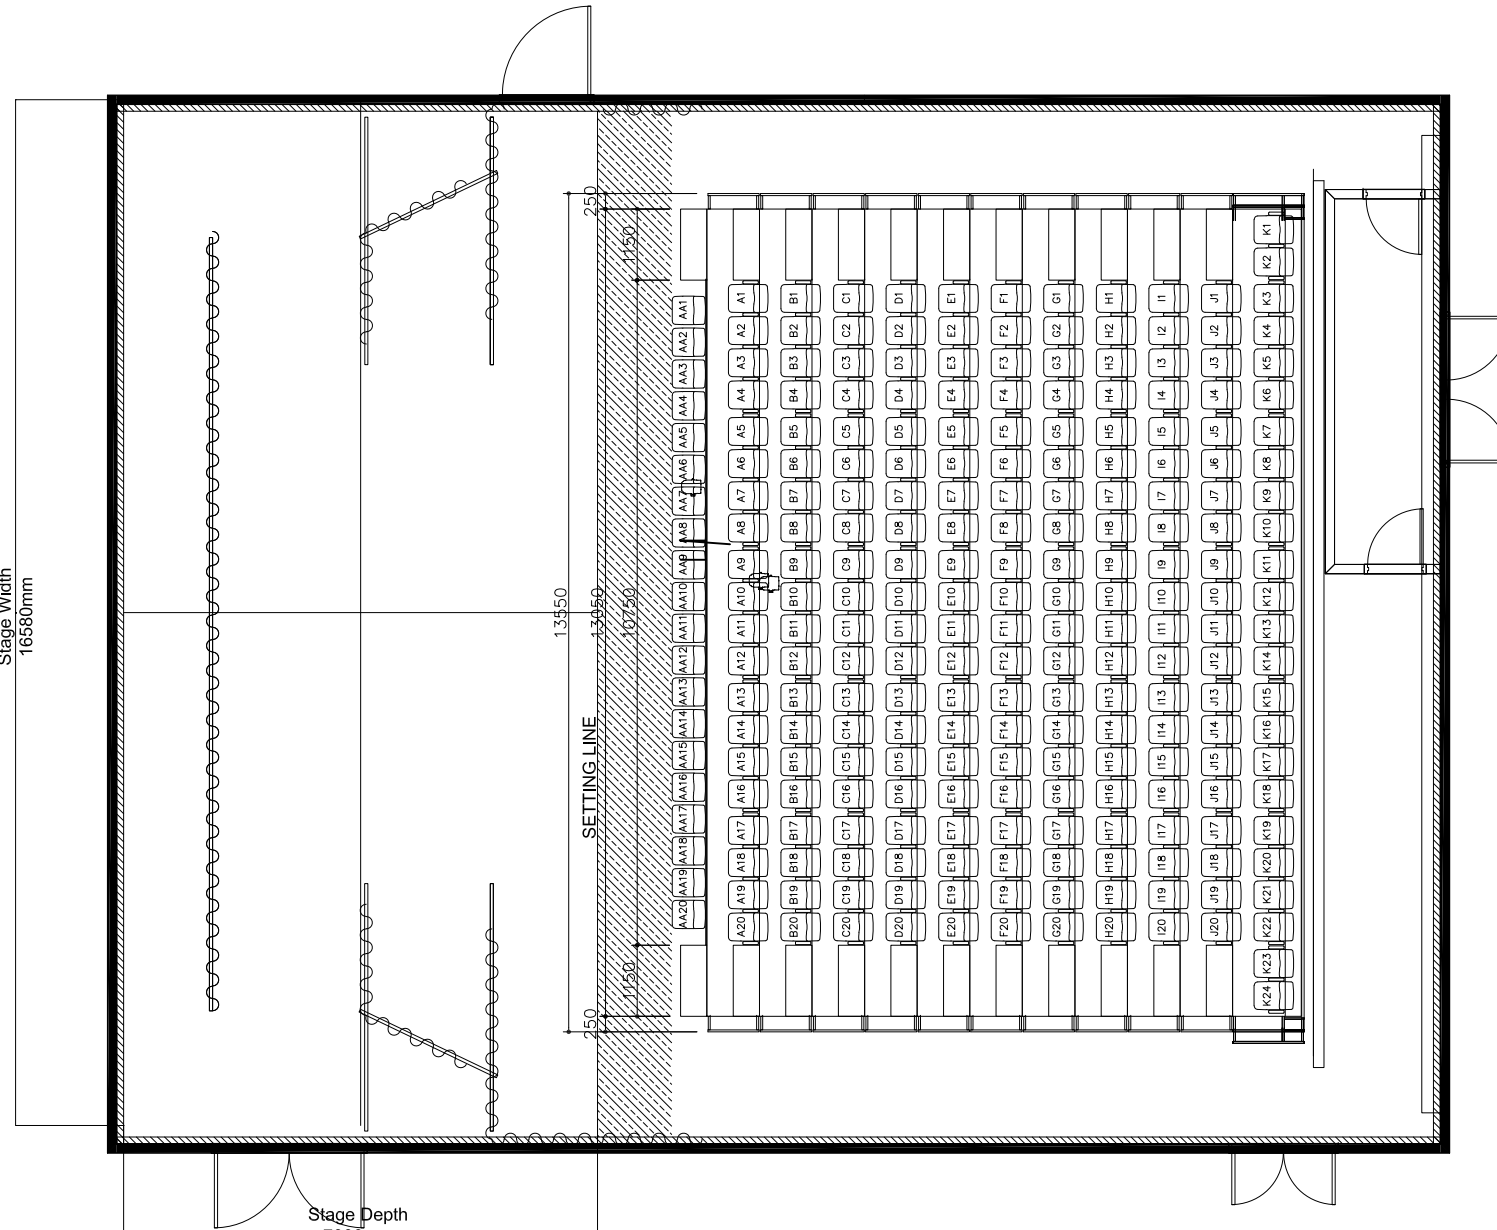 Stage Width
16580mm
Stage Depth
SETTING LINE
250
1150
13550
13050
10750
1150
250
AA1
AA2
AA3
AA4
AA5
AA6
AA7
AA8
AA9
AA10
AA11
AA12
AA13
AA14
AA15
AA16
AA17
AA18
AA19
AA20
A1 B1 C1 D1 E1 F1 G1 H1 I1 J1
A2 B2 C2 D2 E2 F2 G2 H2 I2 J2
A3 B3 C3 D3 E3 F3 G3 H3 I3 J3
A4 B4 C4 D4 E4 F4 G4 H4 I4 J4
A5 B5 C5 D5 E5 F5 G5 H5 I5 J5
A6 B6 C6 D6 E6 F6 G6 H6 I6 J6
A7 B7 C7 D7 E7 F7 G7 H7 I7 J7
A8 B8 C8 D8 E8 F8 G8 H8 I8 J8
A9 B9 C9 D9 E9 F9 G9 H9 I9 J9
A10 B10 C10 D10 E10 F10 G10 H10 I10 J10
A11 B11 C11 D11 E11 F11 G11 H11 I11 J11
A12 B12 C12 D12 E12 F12 G12 H12 I12 J12
A13 B13 C13 D13 E13 F13 G13 H13 I13 J13
A14 B14 C14 D14 E14 F14 G14 H14 I14 J14
A15 B15 C15 D15 E15 F15 G15 H15 I15 J15
A16 B16 C16 D16 E16 F16 G16 H16 I16 J16
A17 B17 C17 D17 E17 F17 G17 H17 I17 J17
A18 B18 C18 D18 E18 F18 G18 H18 I18 J18
A19 B19 C19 D19 E19 F19 G19 H19 I19 J19
A20 B20 C20 D20 E20 F20 G20 H20 I20 J20
K1
K2
K3
K4
K5
K6
K7
K8
K9
K10
K11
K12
K13
K14
K15
K16
K17
K18
K19
K20
K21
K22
K23
K24